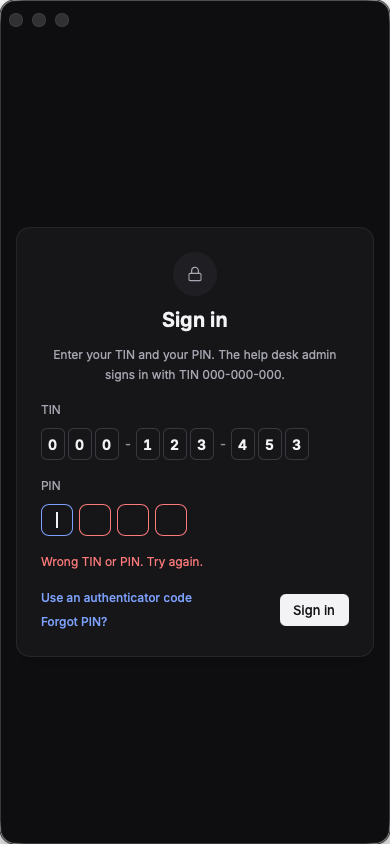 Sign in
Enter your TIN and your PIN. The help desk admin
signs in with TIN 000-000-000.
TIN
0 0 0 - 1 2 3 - 4 5 3
PIN
Wrong TIN or PIN. Try again.
Use an authenticator code
Forgot PIN?
Sign in